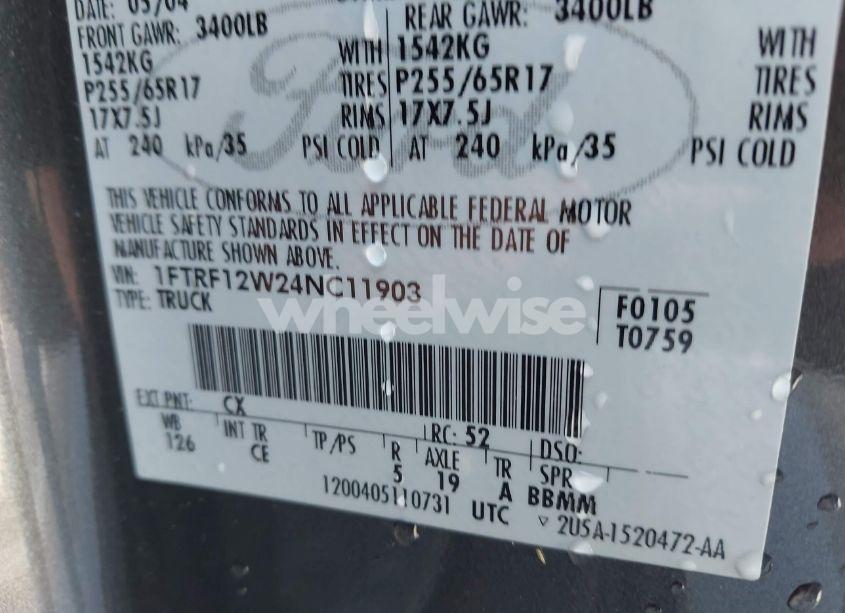 DATE: 05/04
FRONT GAWR: 3400LB REAR GAWR: 3400LB
1542KG WITH 1542KG WITH
P255/65R17 TIRES P255/65R17 TIRES
17X7.5J RIMS 17X7.5J RIMS
AT 240 kPa/35 PSI COLD AT 240 kPa/35 PSI COLD
THIS VEHICLE CONFORMS TO ALL APPLICABLE FEDERAL MOTOR
VEHICLE SAFETY STANDARDS IN EFFECT ON THE DATE OF
MANUFACTURE SHOWN ABOVE.
VIN: 1FTRF12W24NC11903
TYPE: TRUCK
F0105
T0759
wheelwise
EXT PNT: CX RC: 52 DSO:
WB INT TR TP/PS R AXLE TR SPR
126 CE 5 19 A BBMM
1200405110731 UTC ▽ 2U5A-1520472-AA
Ford